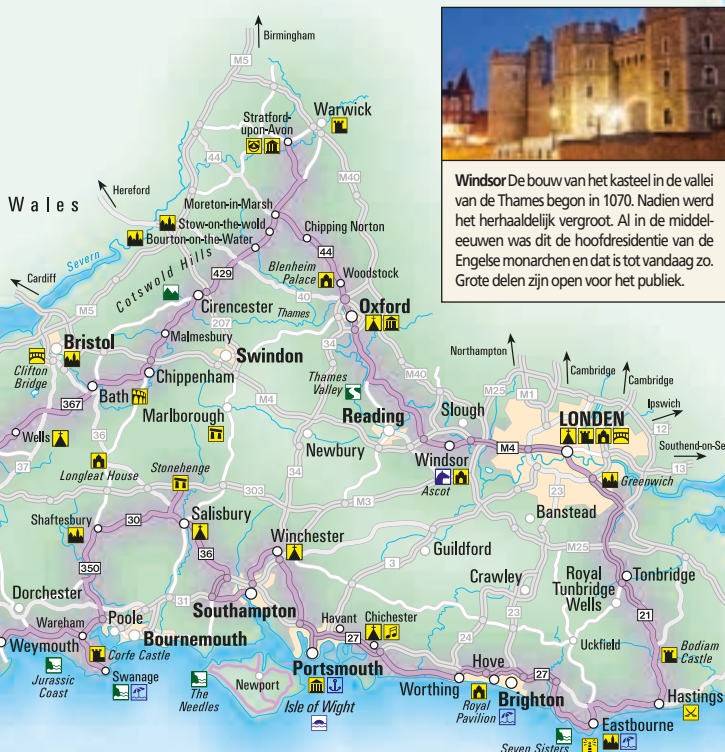 Birmingham
M5
Stratford-
upon-Avon
Warwick
44
M40
Hereford
Wales
Moreton-in-Marsh
Stow-on-the-wold
Bourton-on-the-Water
Chipping Norton
Severn
Cotswold Hills
429
44
Blenheim
Palace
Woodstock
Cardiff
M5
Cirencester
40
Thames
Oxford
207
Malmesbury
34
Bristol
Clifton
Bridge
Swindon
M40
Northampton
Cambridge
Cambridge
Chippenham
Thames
Valley
M25
M1
Ipswich
367
Bath
M4
Marlborough
Reading
Slough
LONDEN
12
Wells
36
Newbury
Windsor
M4
Southend-on-Se
37
Longleat House
Stonehenge
Ascot
13
Greenwich
303
M3
23
Banstead
Shaftesbury
30
Salisbury
Winchester
Guildford
M25
36
3
Crawley
Royal
Tunbridge
Wells
Tonbridge
350
Dorchester
31
Southampton
23
21
Poole
Havant
Chichester
24
Uckfield
Wareham
Bournemouth
27
Hove
Bodiam
Castle
Weymouth
Corfe Castle
Portsmouth
27
Jurassic
Coast
Swanage
The
Needles
Newport
Isle of Wight
Worthing
Royal
Pavilion
Brighton
Hastings
Eastbourne
Seven Sisters
Windsor De bouw van het kasteel in de vallei
van de Thames begon in 1070. Nadien werd
het herhaaldelijk vergroot. Al in de middel-
eeuwen was dit de hoofdresidentie van de
Engelse monarchen en dat is tot vandaag zo.
Grote delen zijn open voor het publiek.